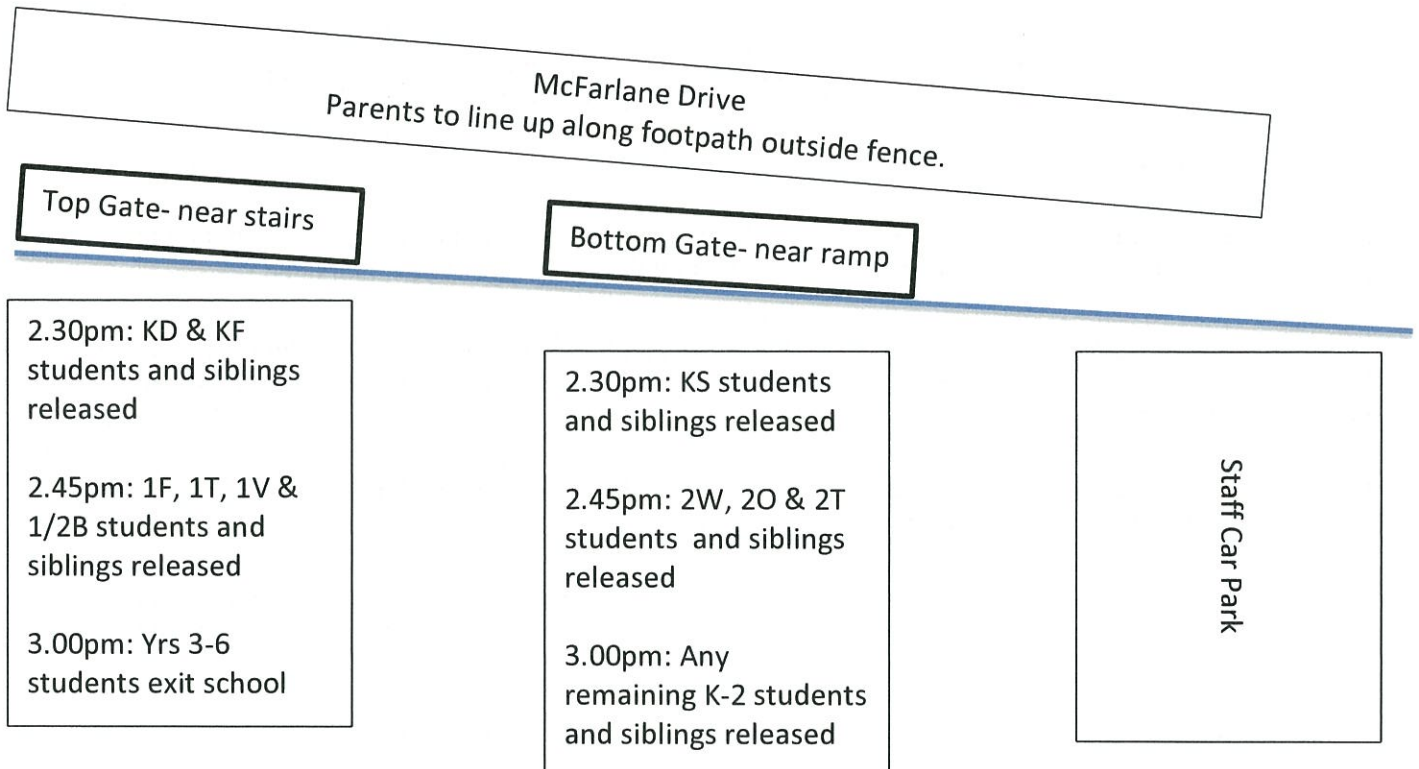 McFarlane Drive
Parents to line up along footpath outside fence.
Top Gate- near stairs
Bottom Gate- near ramp
2.30pm: KD & KF
students and siblings
released
2.45pm: 1F, 1T, 1V &
1/2B students and
siblings released
3.00pm: Yrs 3-6
students exit school
2.30pm: KS students
and siblings released
2.45pm: 2W, 2O & 2T
students and siblings
released
3.00pm: Any
remaining K-2 students
and siblings released
Staff Car Park